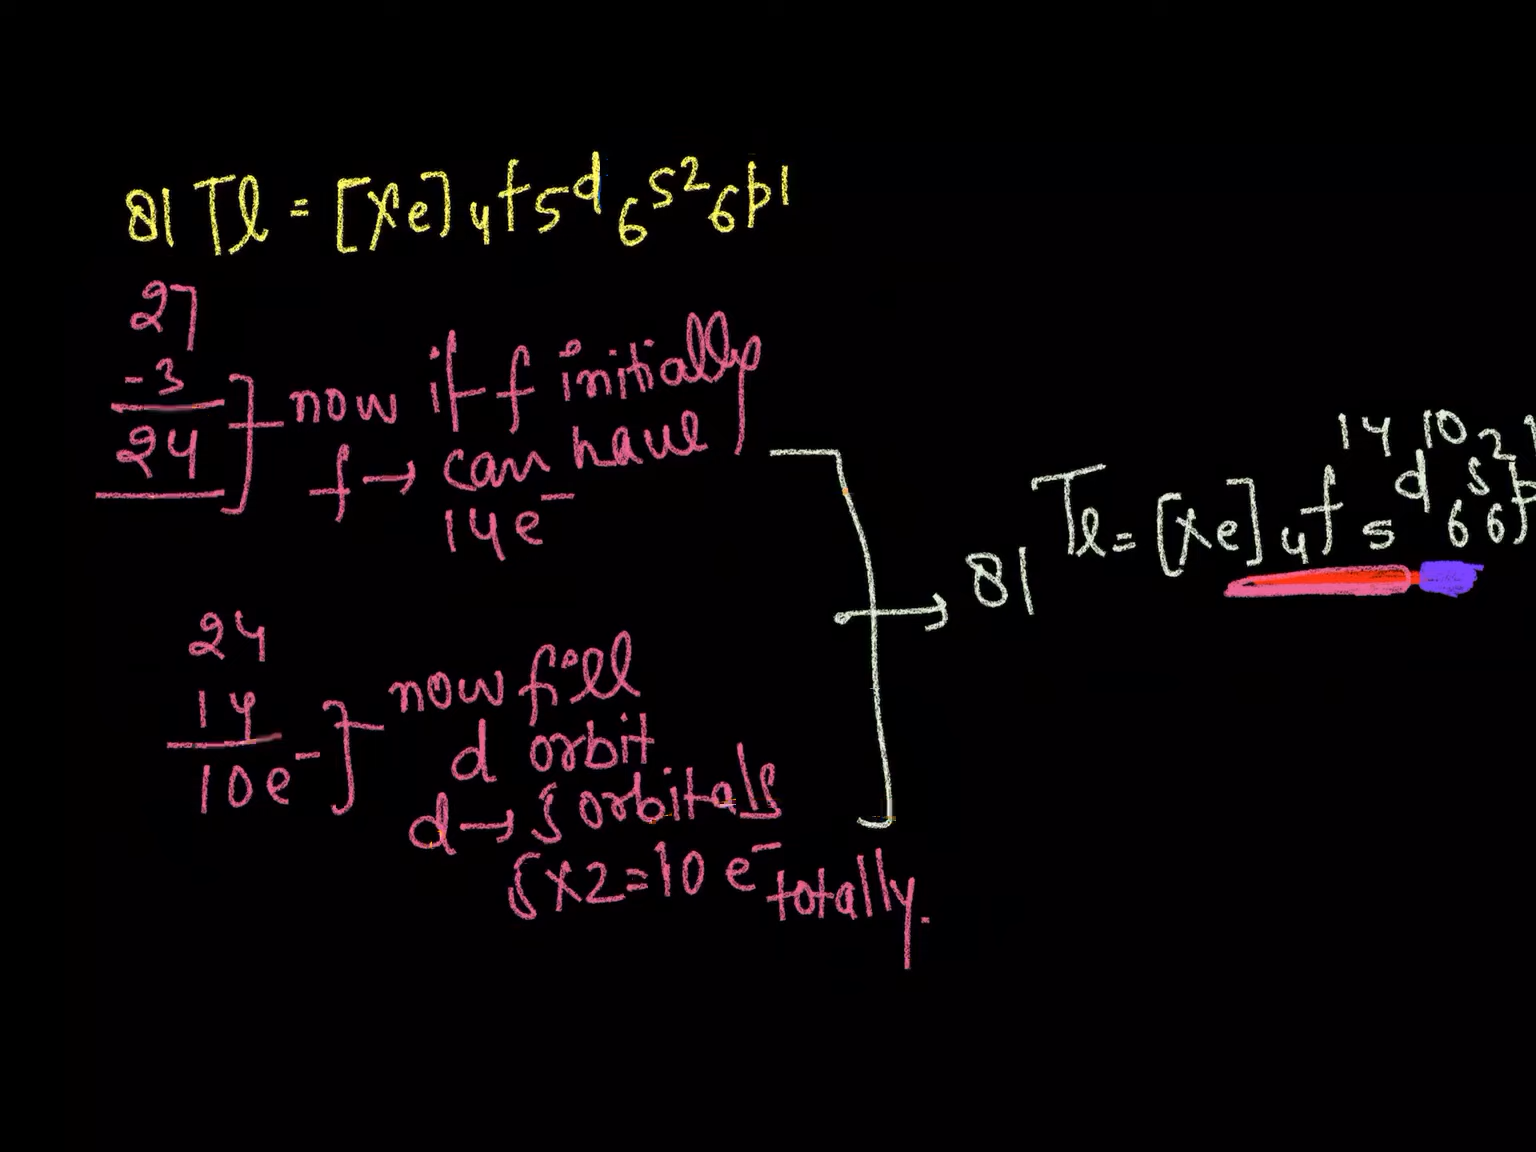 81 Tl = [Xe] 4f 5d 6s2 6p1
27
-3
24
now if f initially
f → can have
14 e-
24
14
10e-
now fill
d orbit
d → 5 orbitals
5x2=10 e- totally.
81 Tl = [Xe] 4f14 5d10 6s2 6p1